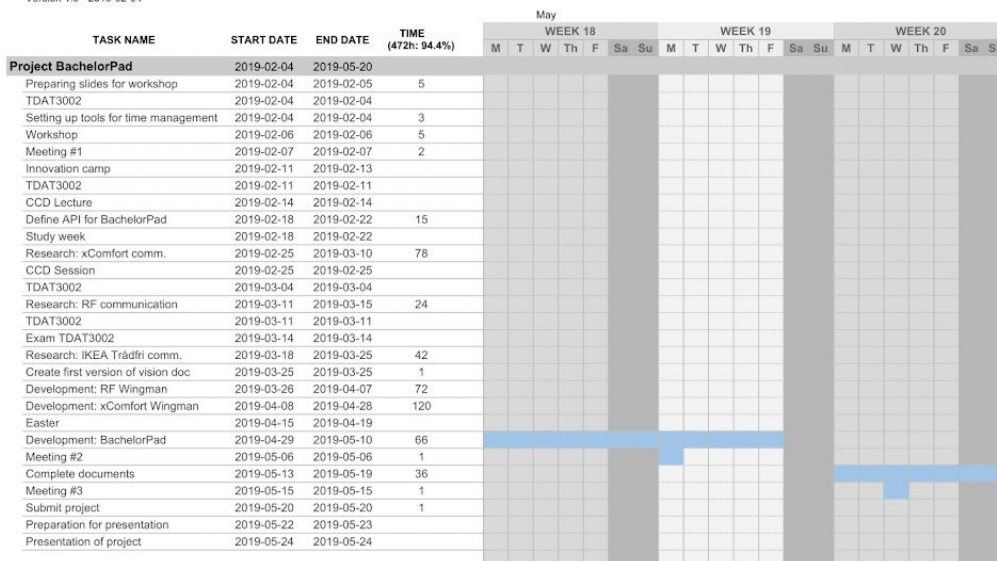 May
WEEK 18 WEEK 19 WEEK 20
TASK NAME START DATE END DATE TIME (472h: 94.4%)
M T W Th F Sa Su M T W Th F Sa Su M T W Th F Sa S
Project BachelorPad 2019-02-04 2019-05-20
Preparing slides for workshop 2019-02-04 2019-02-05 5
TDAT3002 2019-02-04 2019-02-04
Setting up tools for time management 2019-02-04 2019-02-04 3
Workshop 2019-02-06 2019-02-06 5
Meeting #1 2019-02-07 2019-02-07 2
Innovation camp 2019-02-11 2019-02-13
TDAT3002 2019-02-11 2019-02-11
CCD Lecture 2019-02-14 2019-02-14
Define API for BachelorPad 2019-02-18 2019-02-22 15
Study week 2019-02-18 2019-02-22
Research: xComfort comm. 2019-02-25 2019-03-10 78
CCD Session 2019-02-25 2019-02-25
TDAT3002 2019-03-04 2019-03-04
Research: RF communication 2019-03-11 2019-03-15 24
TDAT3002 2019-03-11 2019-03-11
Exam TDAT3002 2019-03-14 2019-03-14
Research: IKEA Trådfri comm. 2019-03-18 2019-03-25 42
Create first version of vision doc 2019-03-25 2019-03-25 1
Development: RF Wingman 2019-03-26 2019-04-07 72
Development: xComfort Wingman 2019-04-08 2019-04-28 120
Easter 2019-04-15 2019-04-19
Development: BachelorPad 2019-04-29 2019-05-10 66
Meeting #2 2019-05-06 2019-05-06 1
Complete documents 2019-05-13 2019-05-19 36
Meeting #3 2019-05-15 2019-05-15 1
Submit project 2019-05-20 2019-05-20 1
Preparation for presentation 2019-05-22 2019-05-23
Presentation of project 2019-05-24 2019-05-24